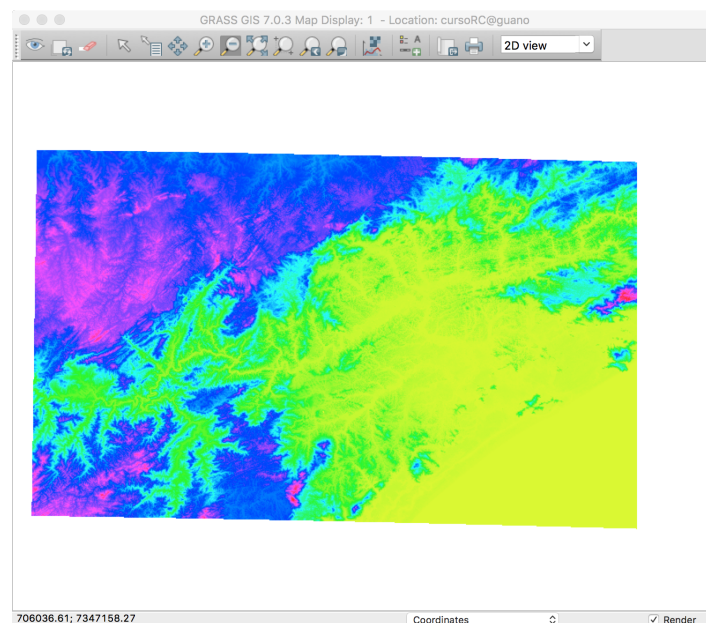 GRASS GIS 7.0.3 Map Display: 1 - Location: cursoRC@guano
A
2D view
706036.61; 7347158.27
Coordinates
Render